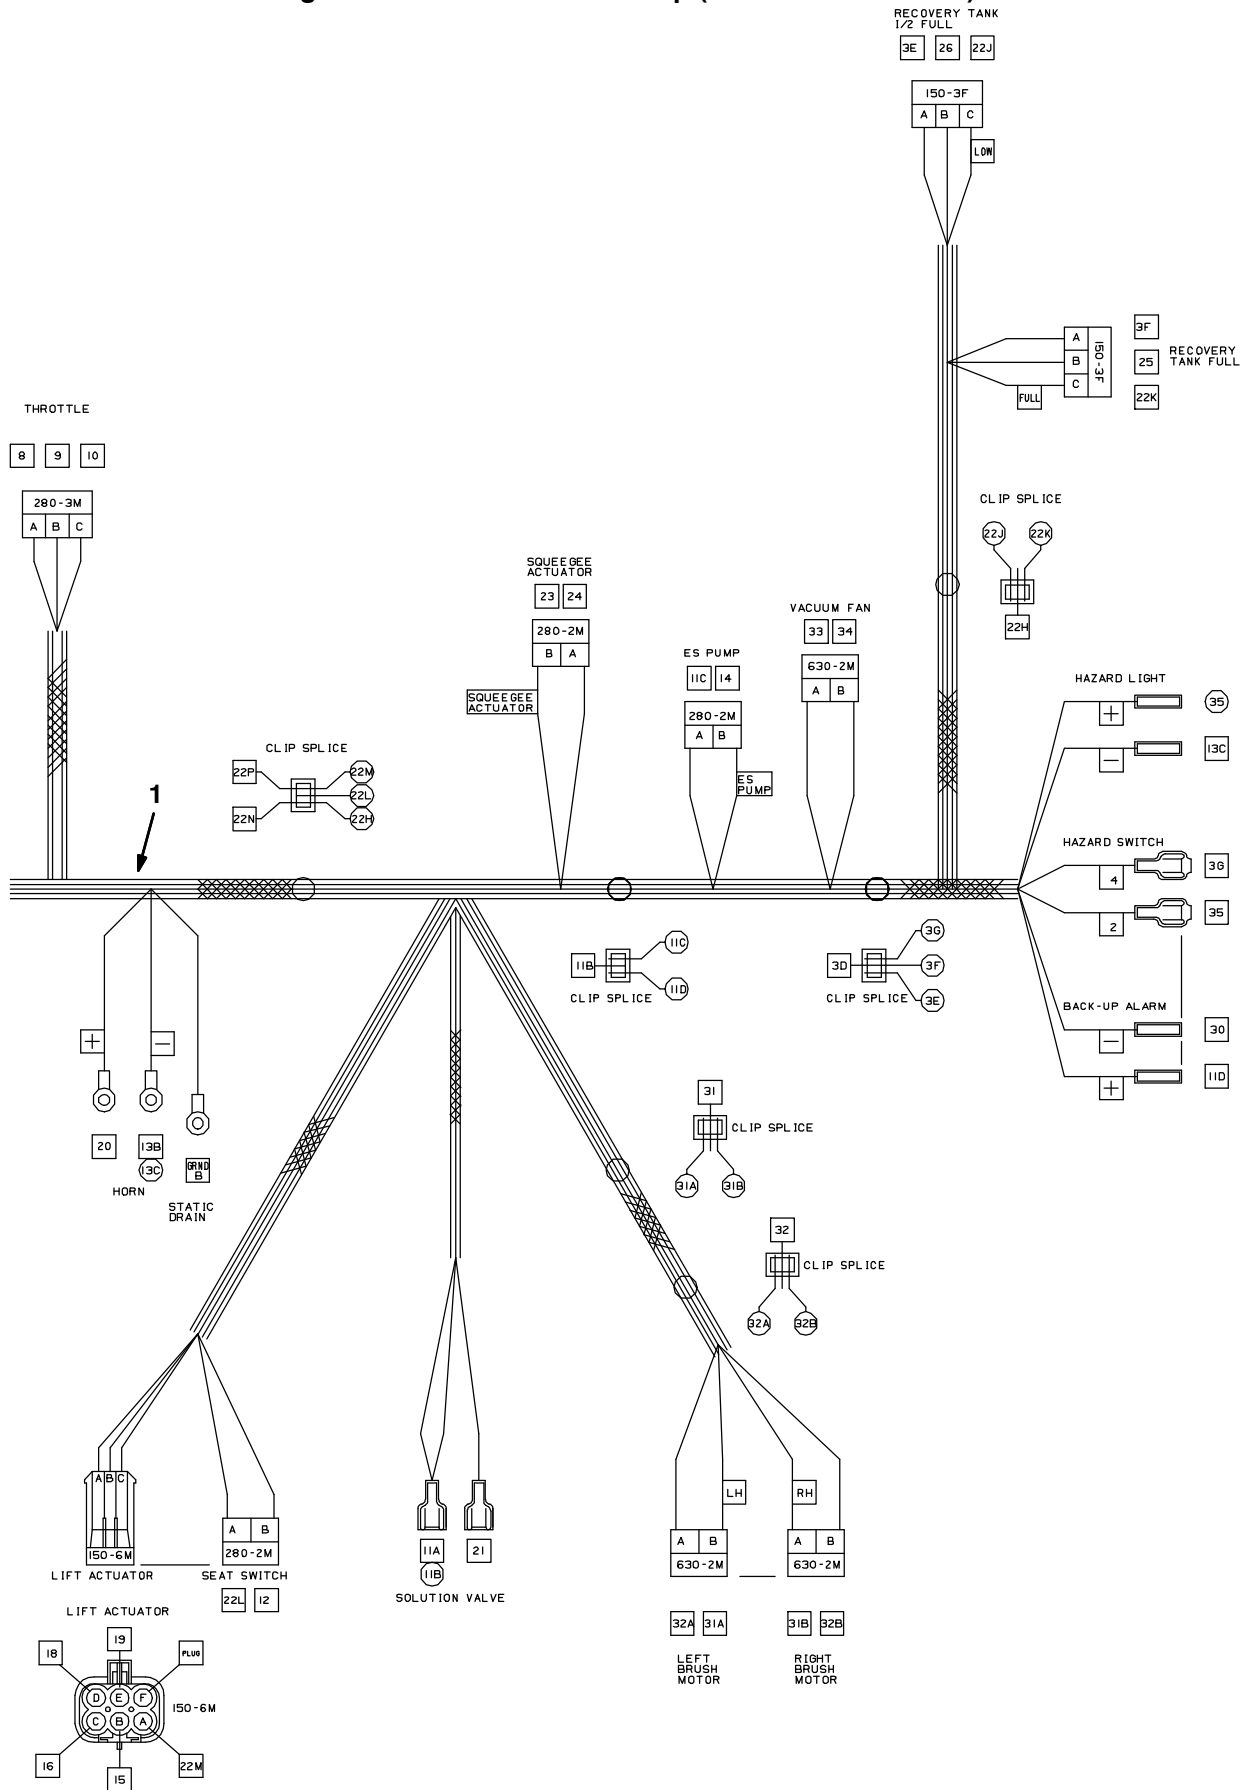 RECOVERY TANK
1/2 FULL
3E 26 22J
150-3F
A B C
LOW
A
B
C
150-3F
FULL
3F
25
22K
RECOVERY
TANK FULL
THROTTLE
8 9 10
280-3M
A B C
CLIP SPLICE
22J 22K
22H
SQUEEGEE
ACTUATOR
23 24
280-2M
B A
SQUEEGEE
ACTUATOR
ES PUMP
11C 14
280-2M
A B
ES
PUMP
VACUUM FAN
33 34
630-2M
A B
HAZARD LIGHT
+ 35
- 13C
CLIP SPLICE
22P 22M
22L
22N 22H
1
HAZARD SWITCH
4 3G
2 35
11B 11C
11D
CLIP SPLICE
3D 3G
3F
3E
CLIP SPLICE
BACK-UP ALARM
- 30
+ 11D
+ -
20 13B
13C
HORN
GRND
B
STATIC
DRAIN
31
CLIP SPLICE
31A 31B
32
CLIP SPLICE
32A 32B
A B C
150-6M
LIFT ACTUATOR
A B
280-2M
SEAT SWITCH
22L 12
11A 21
11B
SOLUTION VALVE
LH RH
A B
630-2M
A B
630-2M
32A 31A
LEFT
BRUSH
MOTOR
31B 32B
RIGHT
BRUSH
MOTOR
LIFT ACTUATOR
18 19 PLUG
D E F
C B A
150-6M
16 15 22M